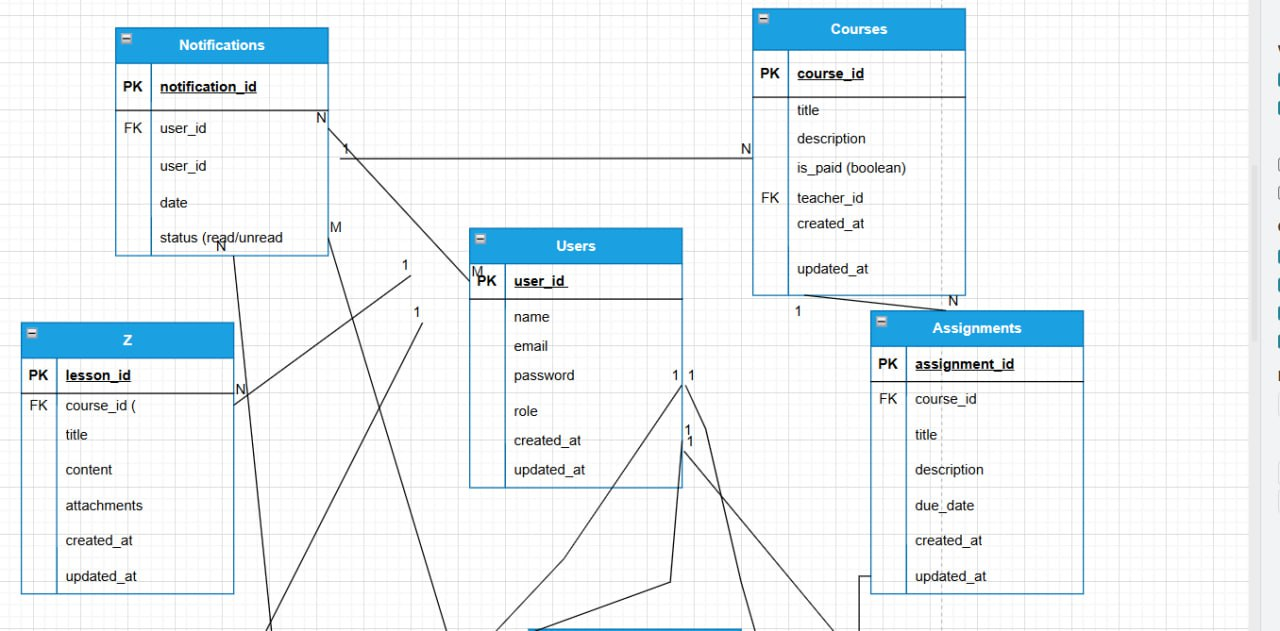 Notifications
PK notification_id
FK user_id
user_id
date
status (read/unread
N
1
N
M
N
Courses
PK course_id
title
description
is_paid (boolean)
FK teacher_id
created_at
updated_at
1
N
Users
M
PK user_id
name
email
password
role
created_at
updated_at
1 1
1
1
1
1
N
Z
PK lesson_id
FK course_id (
title
content
attachments
created_at
updated_at
Assignments
PK assignment_id
FK course_id
title
description
due_date
created_at
updated_at